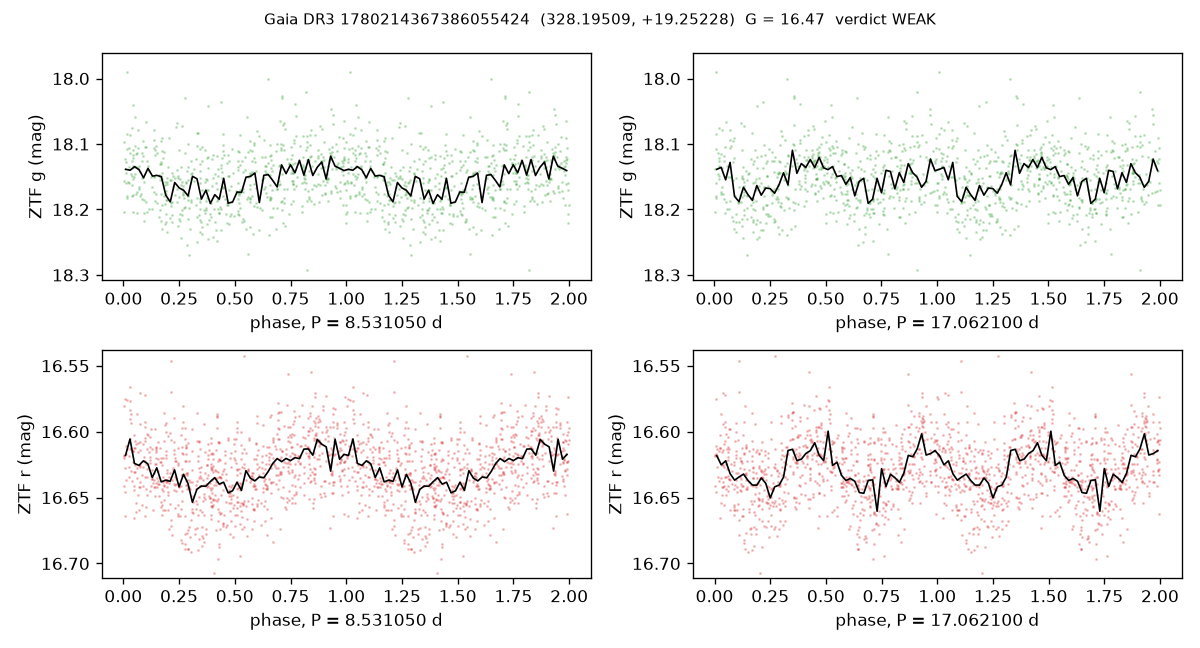 Gaia DR3 1780214367386055424  (328.19509, +19.25228)  G = 16.47  verdict WEAK
ZTF g (mag)
18.0
18.1
18.2
18.3
0.00 0.25 0.50 0.75 1.00 1.25 1.50 1.75 2.00
phase, P = 8.531050 d
ZTF g (mag)
18.0
18.1
18.2
18.3
0.00 0.25 0.50 0.75 1.00 1.25 1.50 1.75 2.00
phase, P = 17.062100 d
ZTF r (mag)
16.55
16.60
16.65
16.70
0.00 0.25 0.50 0.75 1.00 1.25 1.50 1.75 2.00
phase, P = 8.531050 d
ZTF r (mag)
16.55
16.60
16.65
16.70
0.00 0.25 0.50 0.75 1.00 1.25 1.50 1.75 2.00
phase, P = 17.062100 d